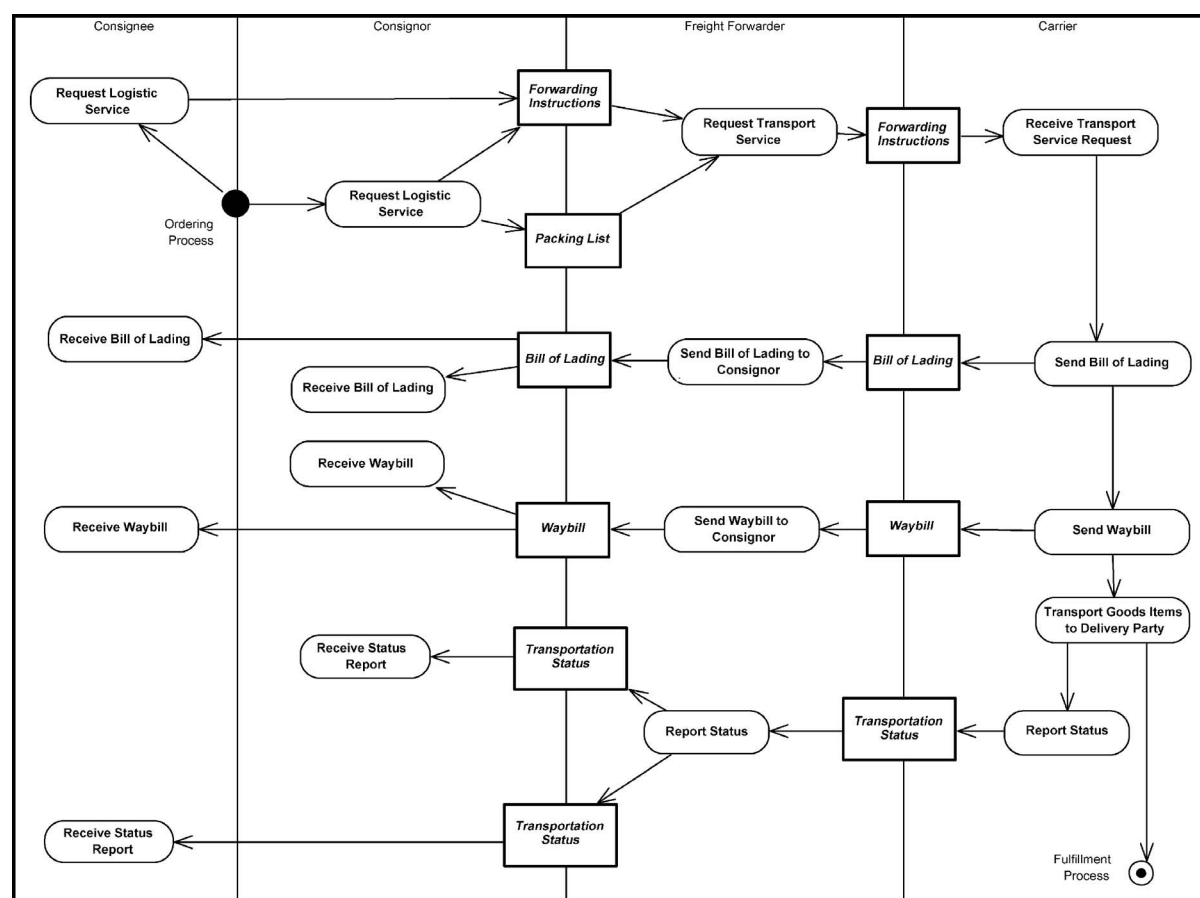 Consignee
Consignor
Freight Forwarder
Carrier
Request Logistic
Service
Forwarding
Instructions
Request Transport
Service
Forwarding
Instructions
Receive Transport
Service Request
Ordering
Process
Request Logistic
Service
Packing List
Receive Bill of Lading
Receive Bill of Lading
Bill of Lading
Send Bill of Lading to
Consignor
Bill of Lading
Send Bill of Lading
Receive Waybill
Receive Waybill
Waybill
Send Waybill to
Consignor
Waybill
Send Waybill
Transport Goods Items
to Delivery Party
Receive Status
Report
Transportation
Status
Report Status
Transportation
Status
Report Status
Receive Status
Report
Transportation
Status
Fulfillment
Process